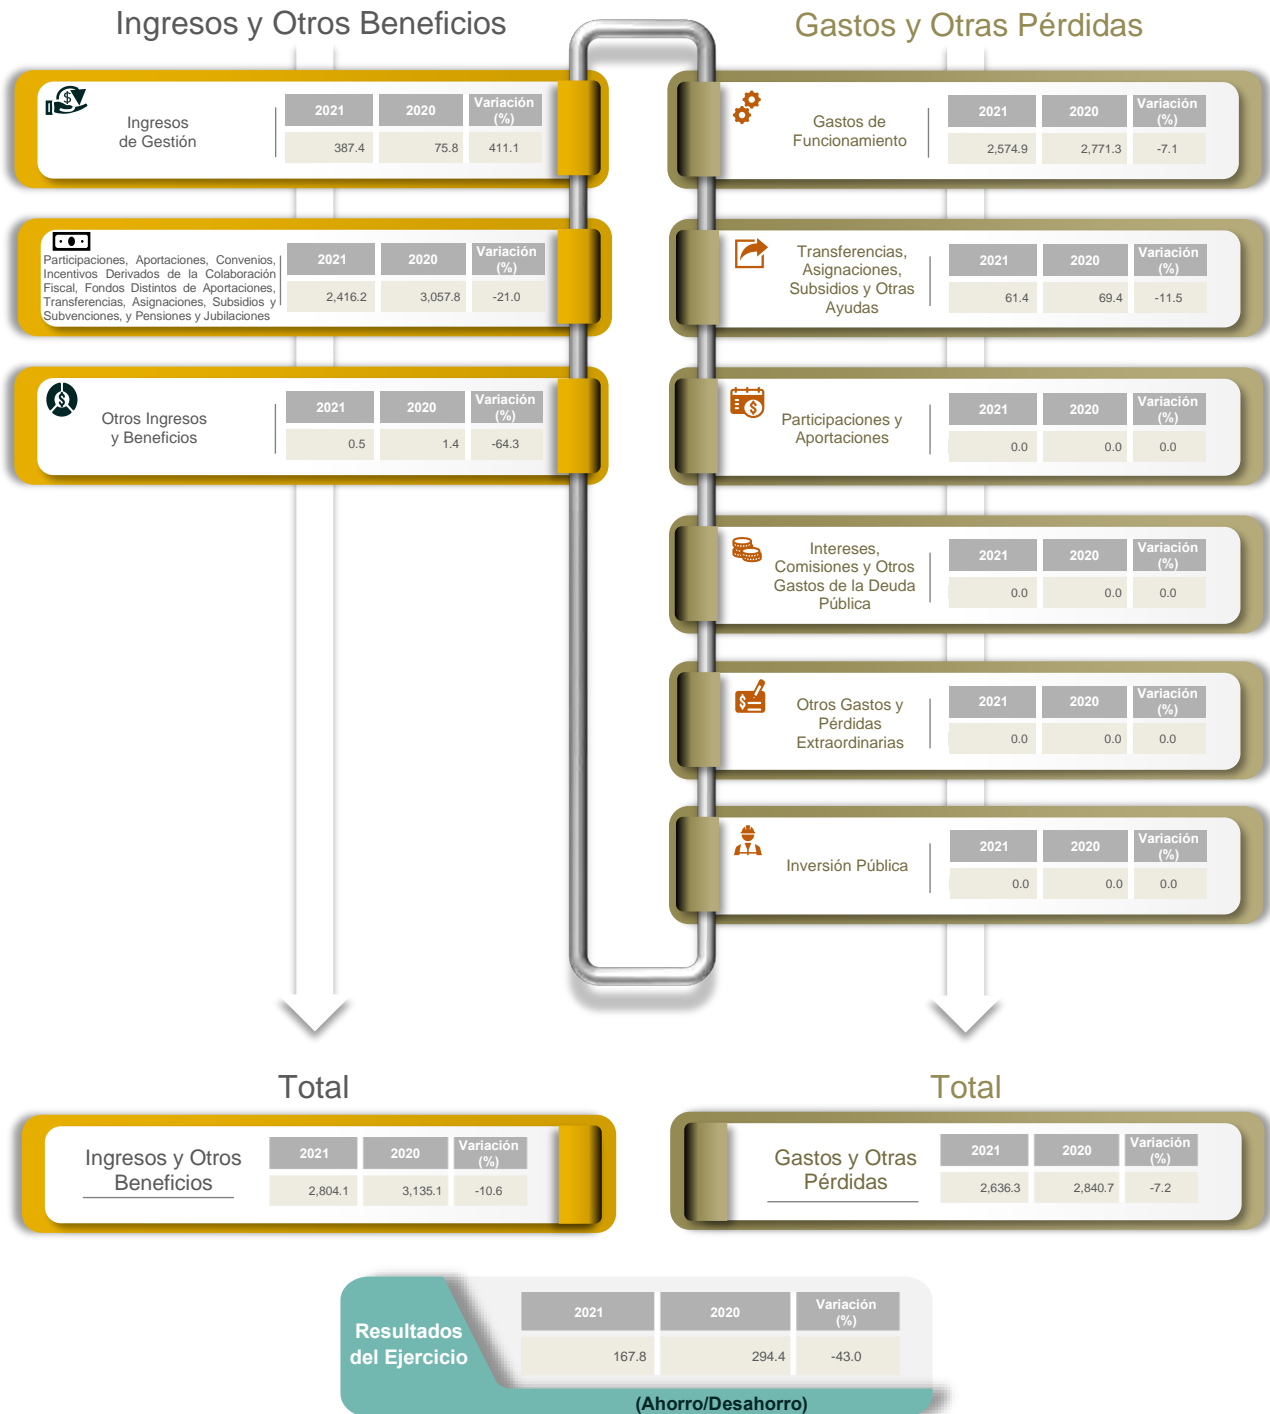 Ingresos y Otros Beneficios
Ingresos
de Gestión
2021 2020 Variación (%)
387.4 75.8 411.1
Participaciones, Aportaciones, Convenios,
Incentivos Derivados de la Colaboración
Fiscal, Fondos Distintos de Aportaciones,
Transferencias, Asignaciones, Subsidios y
Subvenciones, y Pensiones y Jubilaciones
2021 2020 Variación (%)
2,416.2 3,057.8 -21.0
Otros Ingresos
y Beneficios
2021 2020 Variación (%)
0.5 1.4 -64.3
Gastos y Otras Pérdidas
Gastos de
Funcionamiento
2021 2020 Variación (%)
2,574.9 2,771.3 -7.1
Transferencias,
Asignaciones,
Subsidios y Otras
Ayudas
2021 2020 Variación (%)
61.4 69.4 -11.5
Participaciones y
Aportaciones
2021 2020 Variación (%)
0.0 0.0 0.0
Intereses,
Comisiones y Otros
Gastos de la Deuda
Pública
2021 2020 Variación (%)
0.0 0.0 0.0
Otros Gastos y
Pérdidas
Extraordinarias
2021 2020 Variación (%)
0.0 0.0 0.0
Inversión Pública
2021 2020 Variación (%)
0.0 0.0 0.0
Total
Ingresos y Otros
Beneficios
2021 2020 Variación (%)
2,804.1 3,135.1 -10.6
Total
Gastos y Otras
Pérdidas
2021 2020 Variación (%)
2,636.3 2,840.7 -7.2
Resultados
del Ejercicio
2021 2020 Variación (%)
167.8 294.4 -43.0
(Ahorro/Desahorro)